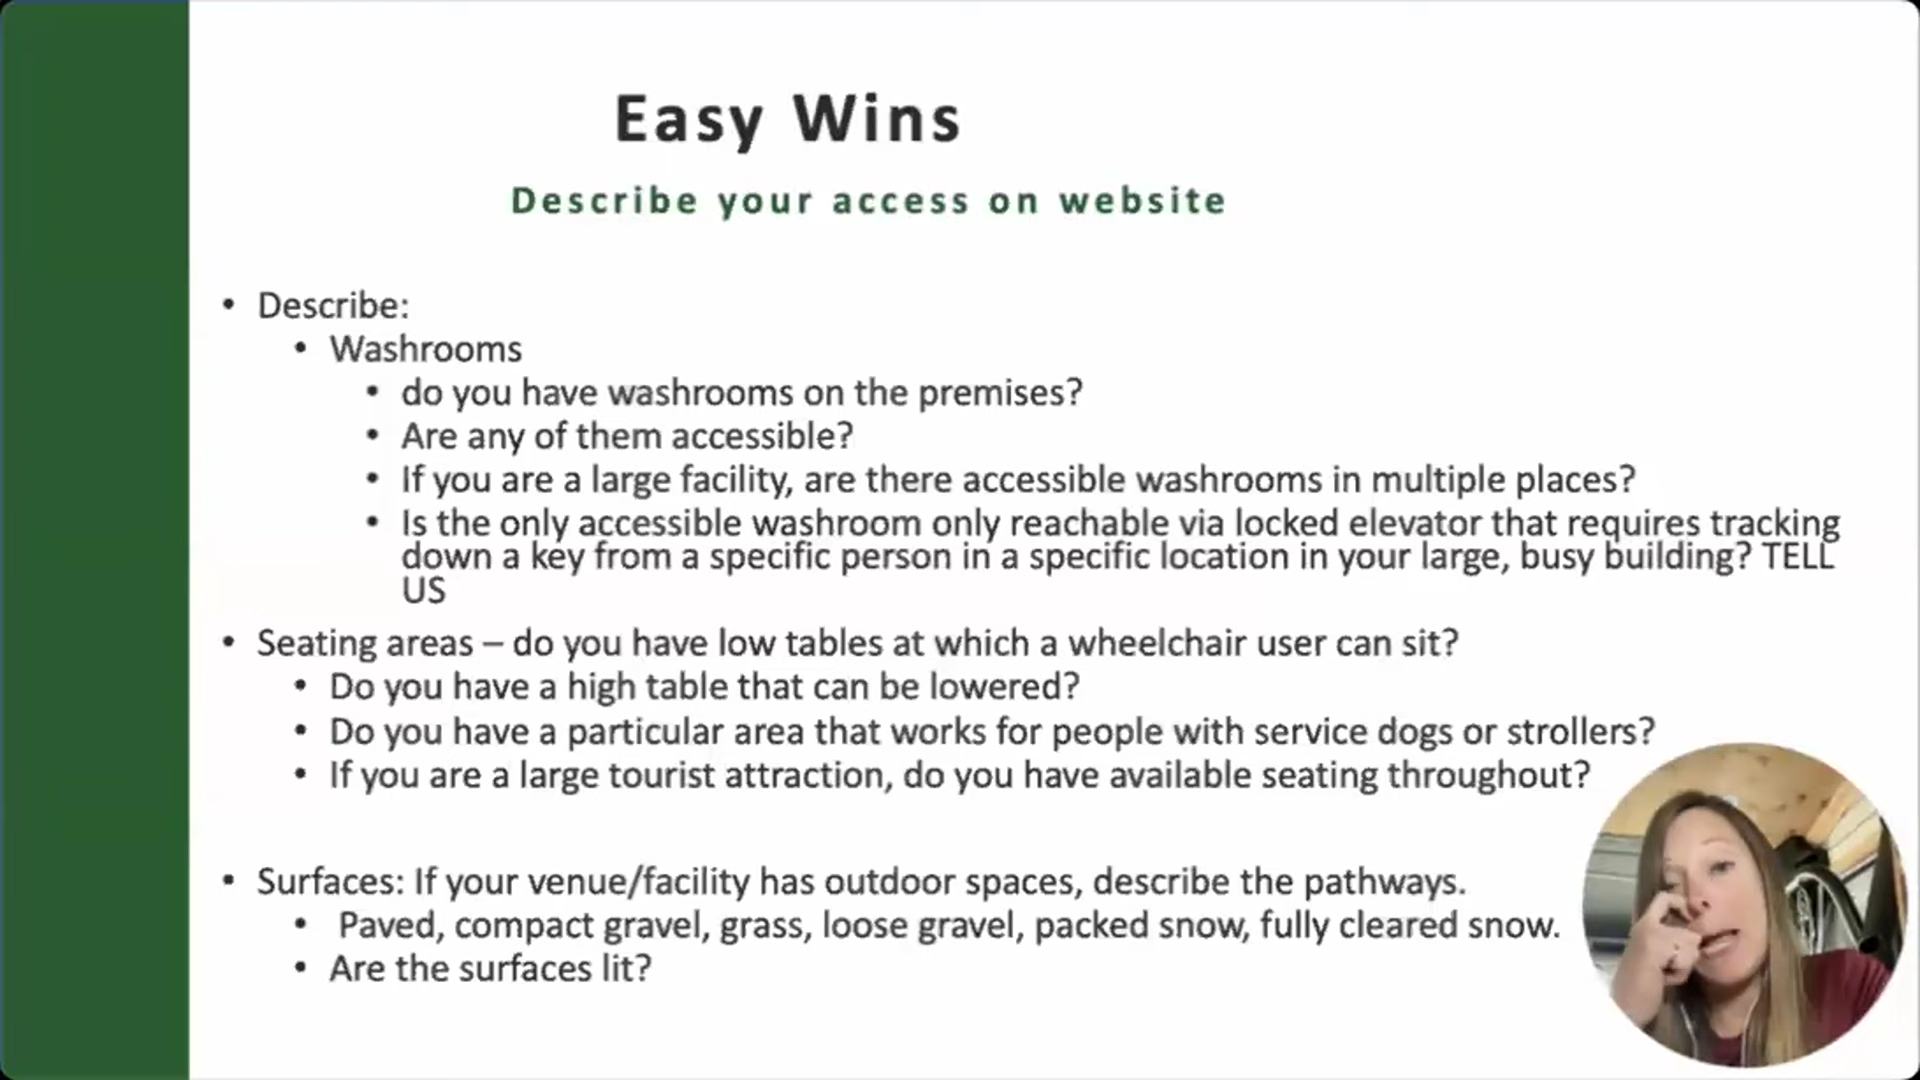 Easy Wins
Describe your access on website
• Describe:
• Washrooms
• do you have washrooms on the premises?
• Are any of them accessible?
• If you are a large facility, are there accessible washrooms in multiple places?
• Is the only accessible washroom only reachable via locked elevator that requires tracking
down a key from a specific person in a specific location in your large, busy building? TELL
US
• Seating areas – do you have low tables at which a wheelchair user can sit?
• Do you have a high table that can be lowered?
• Do you have a particular area that works for people with service dogs or strollers?
• If you are a large tourist attraction, do you have available seating throughout?
• Surfaces: If your venue/facility has outdoor spaces, describe the pathways.
• Paved, compact gravel, grass, loose gravel, packed snow, fully cleared snow.
• Are the surfaces lit?